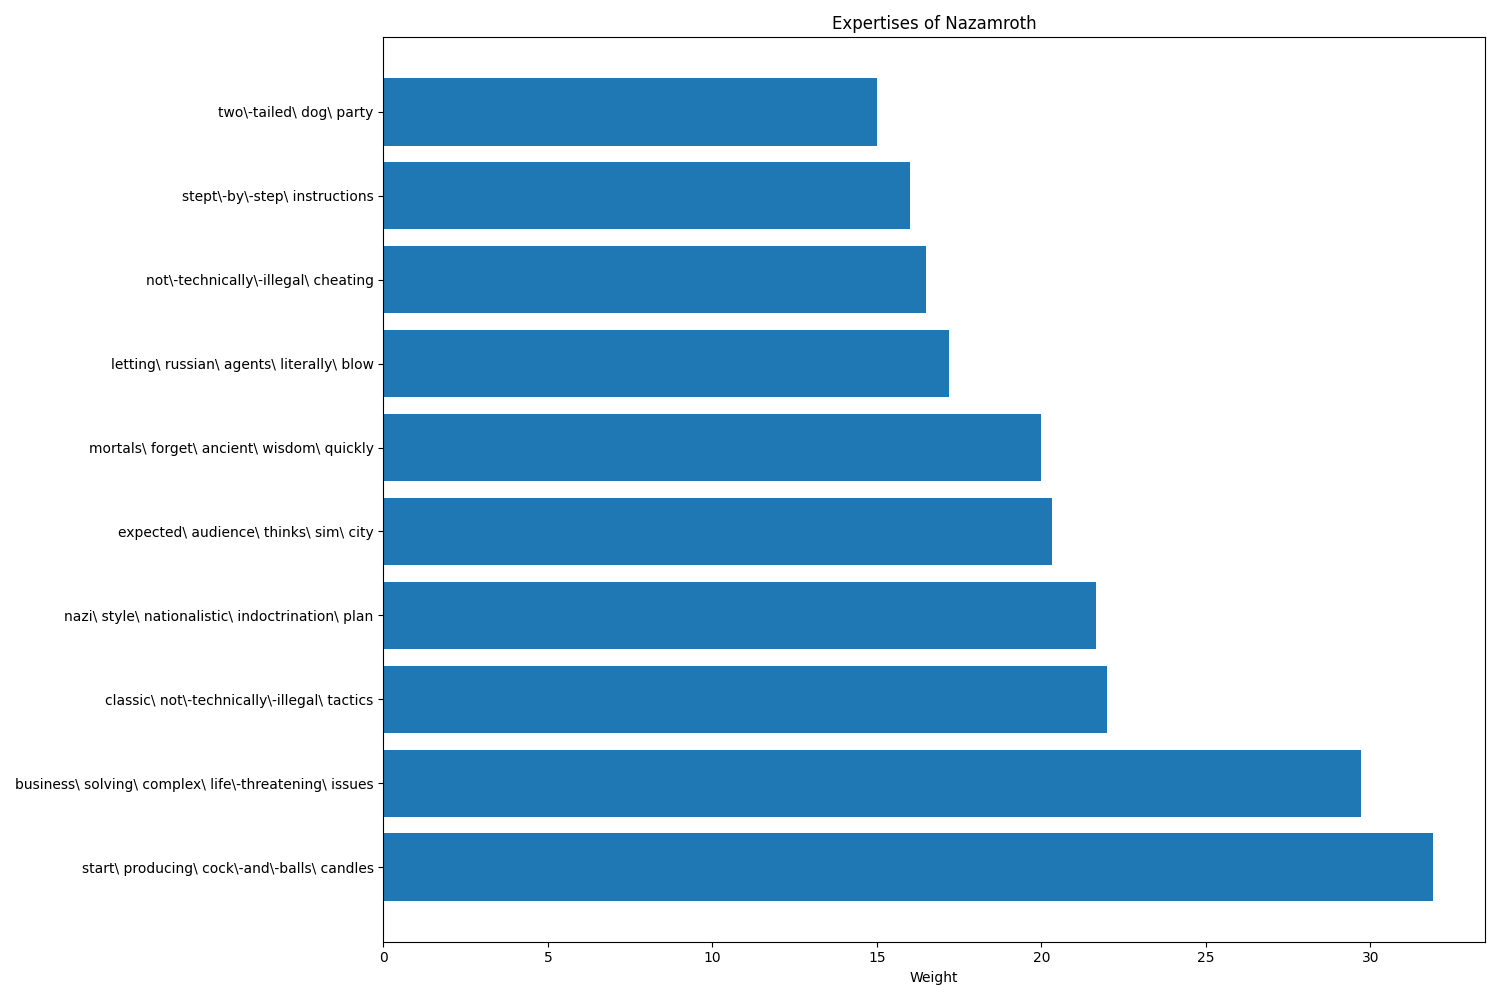 Expertises of Nazamroth
two\-tailed\ dog\ party
stept\-by\-step\ instructions
not\-technically\-illegal\ cheating
letting\ russian\ agents\ literally\ blow
mortals\ forget\ ancient\ wisdom\ quickly
expected\ audience\ thinks\ sim\ city
nazi\ style\ nationalistic\ indoctrination\ plan
classic\ not\-technically\-illegal\ tactics
business\ solving\ complex\ life\-threatening\ issues
start\ producing\ cock\-and\-balls\ candles
0 5 10 15 20 25 30
Weight